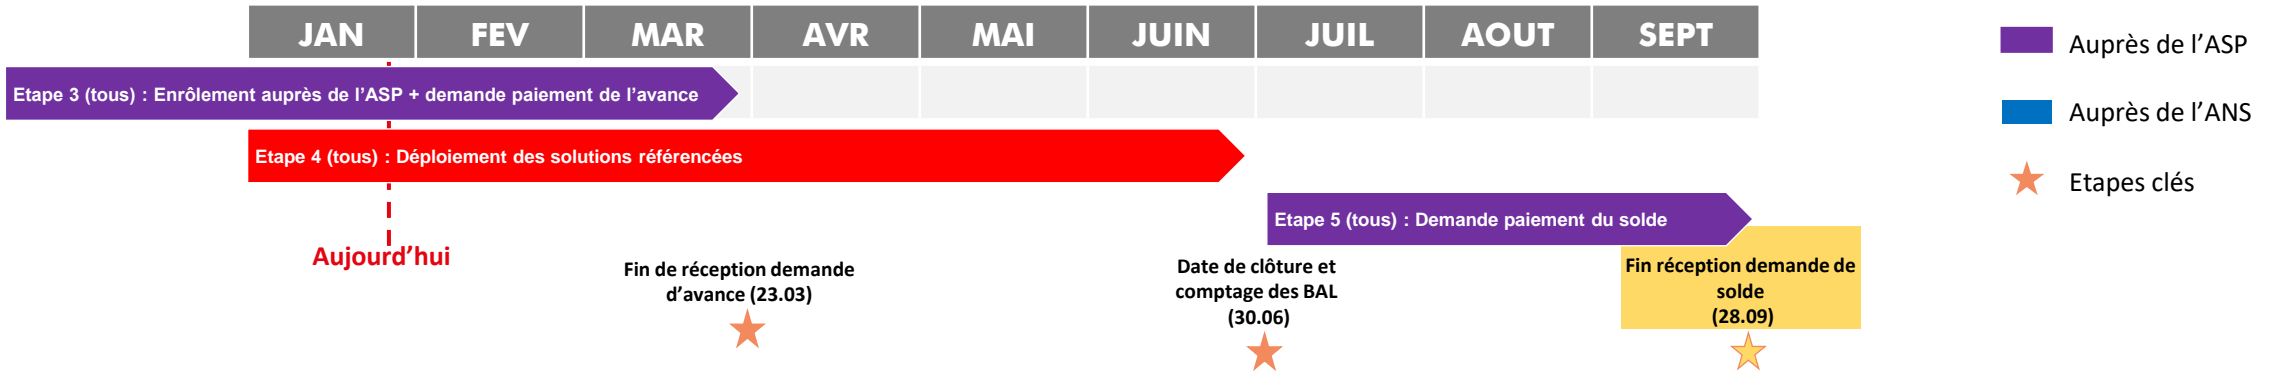 JAN FEV MAR AVR MAI JUIN JUIL AOUT SEPT
Etape 3 (tous) : Enrôlement auprès de l'ASP + demande paiement de l'avance
Etape 4 (tous) : Déploiement des solutions référencées
Etape 5 (tous) : Demande paiement du solde
Aujourd'hui
Fin de réception demande
d'avance (23.03)
Date de clôture et
comptage des BAL
(30.06)
Fin réception demande de
solde
(28.09)
Auprès de l'ASP
Auprès de l'ANS
Etapes clés